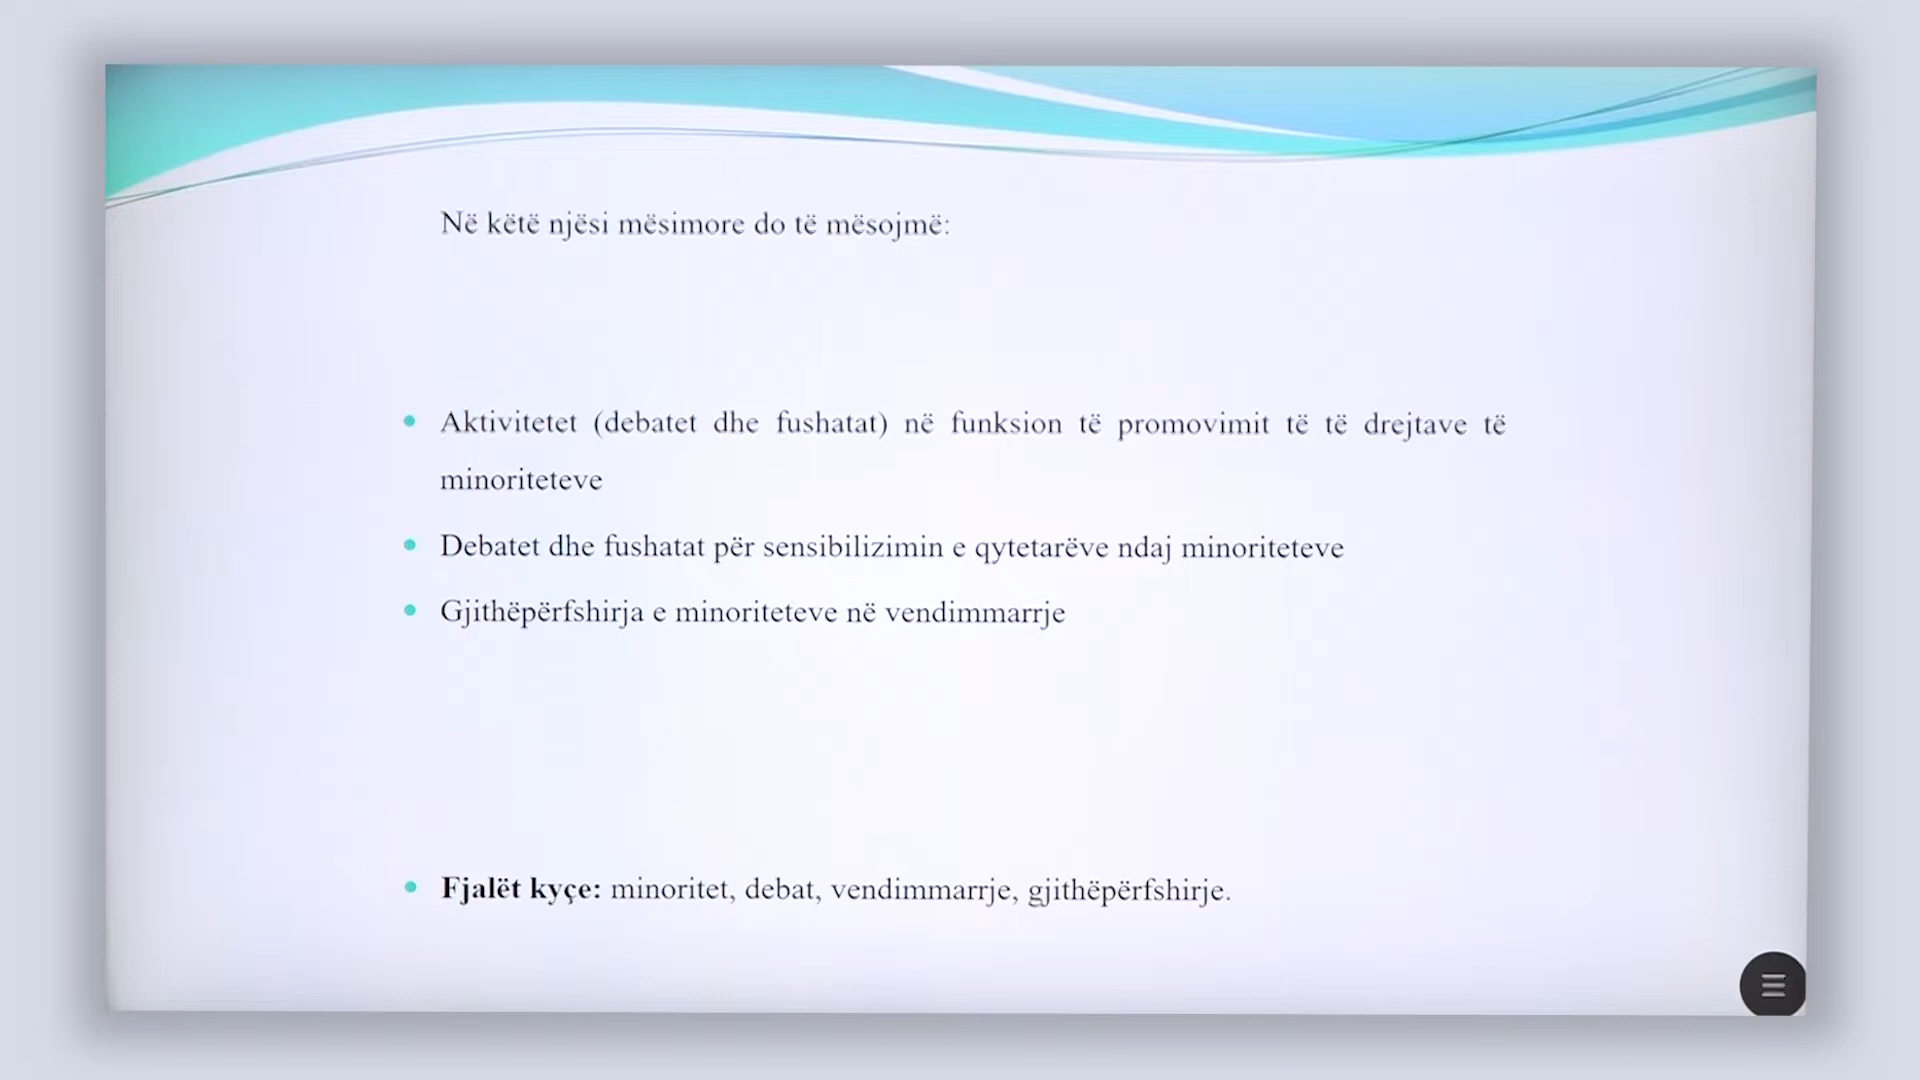 Në këtë njësi mësimore do të mësojmë:
Aktivitetet (debatet dhe fushatat) në funksion të promovimit të të drejtave të
minoriteteve
Debatet dhe fushatat për sensibilizimin e qytetarëve ndaj minoriteteve
Gjithëpërfshirja e minoriteteve në vendimmarrje
Fjalët kyçe: minoritet, debat, vendimmarrje, gjithëpërfshirje.